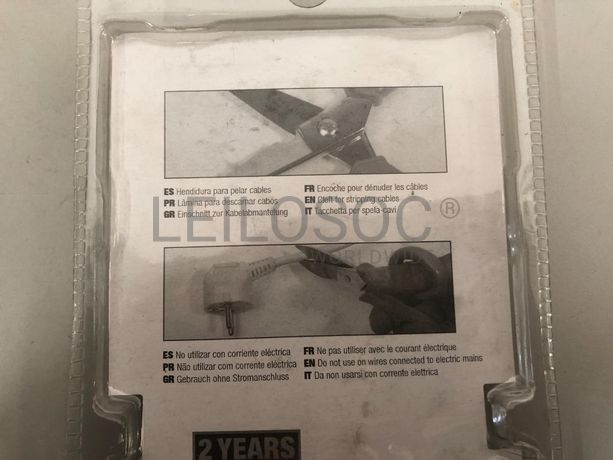 ES Hendidura para pelar cables
PR Lâmina para descamar cabos
GR Einschnitt zur Kabelabmantelung
FR Encoche pour dénuder les câbles
EN Cleft for stripping cables
IT Tacchetta per spela-cavi
LEILOSOC®
WORLDWIDE
ES No utilizar con corriente eléctrica
PR Não utilizar com corrente eléctrica
GR Gebrauch ohne Stromanschluss
FR Ne pas utiliser avec le courant électrique
EN Do not use on wires connected to electric mains
IT Da non usarsi con corrente elettrica
2 YEARS